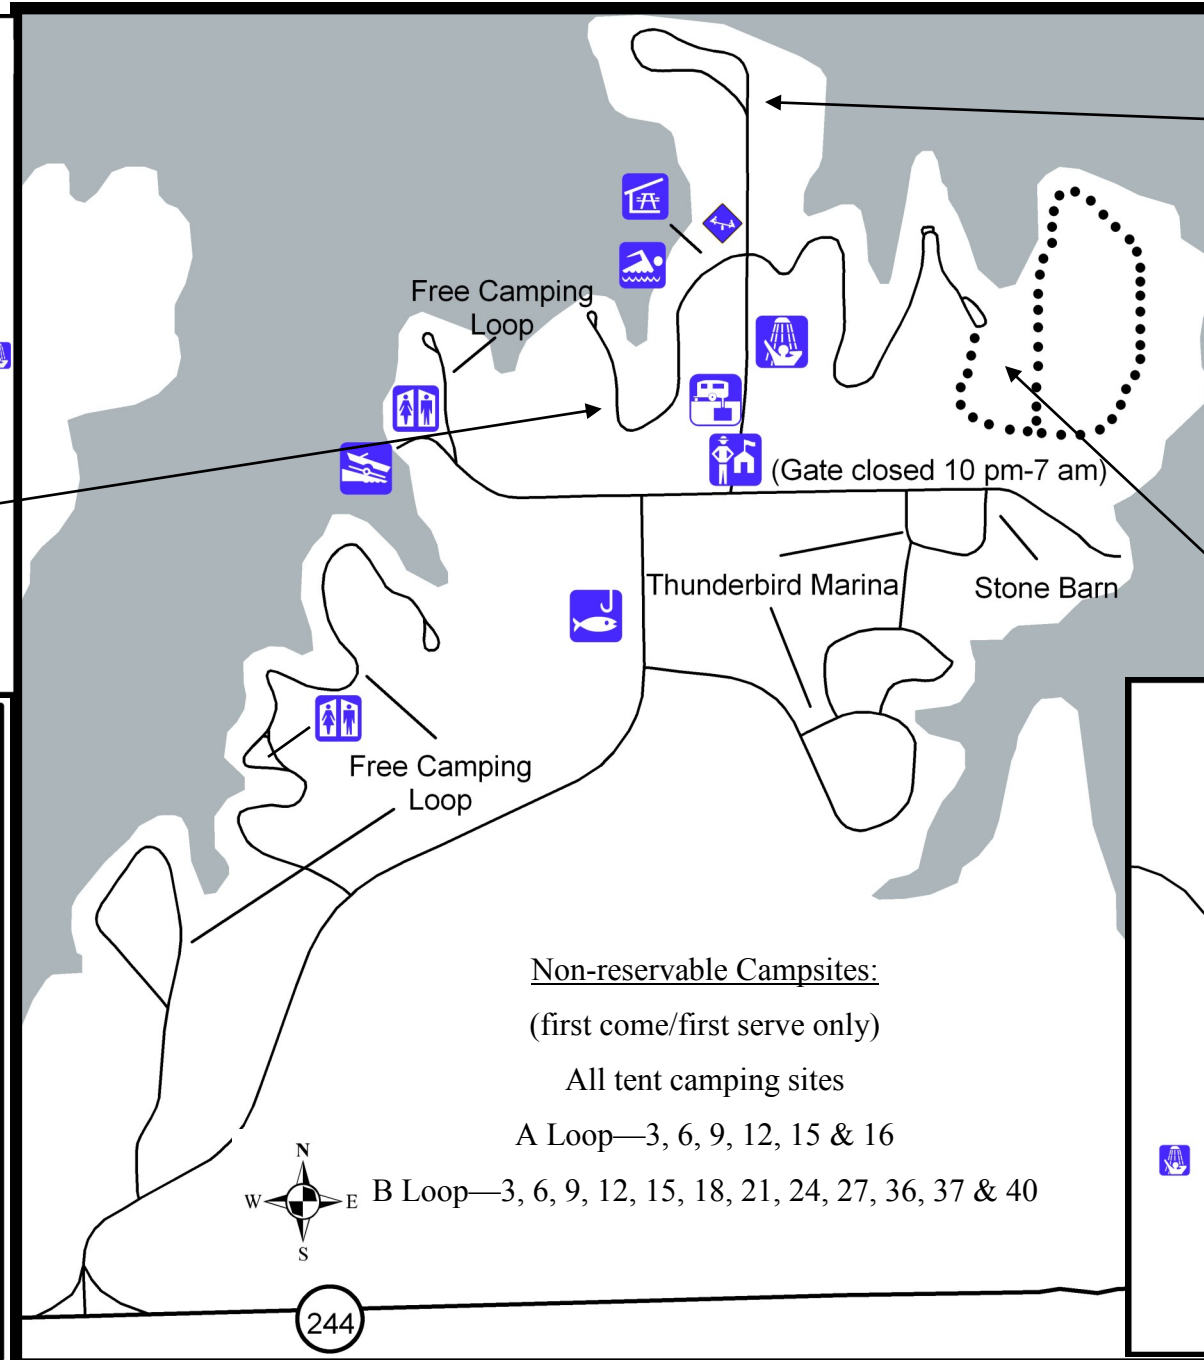 Free Camping
Loop
(Gate closed 10 pm-7 am)
Thunderbird Marina
Stone Barn
Free Camping
Loop
Non-reservable Campsites:
(first come/first serve only)
All tent camping sites
A Loop—3, 6, 9, 12, 15 & 16
B Loop—3, 6, 9, 12, 15, 18, 21, 24, 27, 36, 37 & 40
N
W
E
S
244